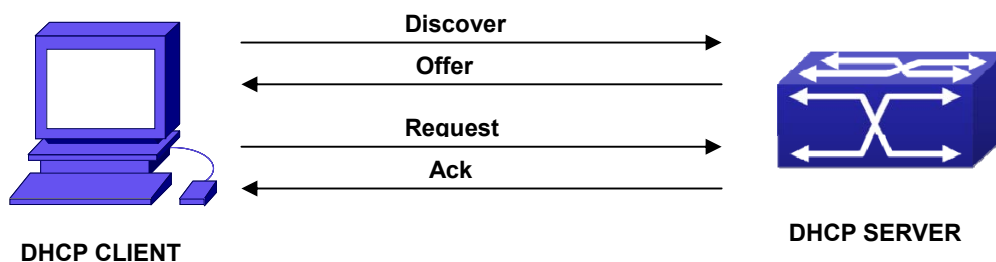 Discover
Offer
Request
Ack
DHCP CLIENT
DHCP SERVER